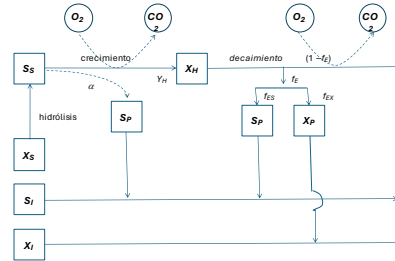 O2 CO2 O2 CO2
crecimiento decaimiento (1 –fE)
SS α YH XH fE
fES fEX
hidrólisis SP SP XP
XS
SI
XI